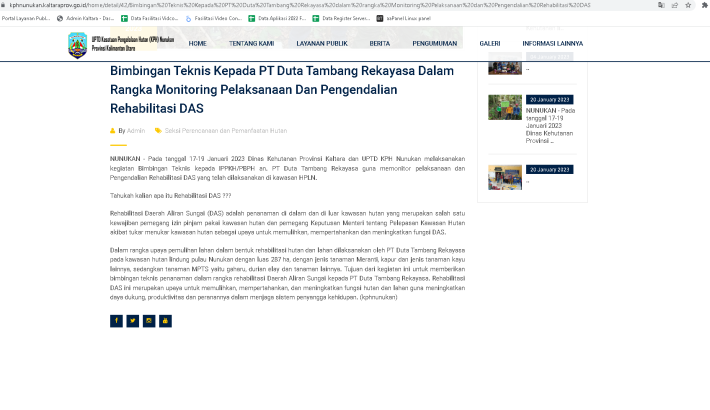 kphnunukan.kaltaraprov.go.id/home/detail/62/Bimbingan%20Teknis%20Kepada%20PT%20Duta%20Tambang%20Rekayasa%20dalam%20rangka%20Monitoring%20Pelaksanaan%20dan%20Pengendalian%20Rehabilitasi%20DAS
Portal Layanan Publ...
Admin Kaltara - Das...
Data Fasilitasi Video...
Fasilitasi Video Con...
Data Aplikasi 2022 F...
Data Register Server...
aaPanel Linux panel
UPTD Kesatuan Pengelolaan Hutan (KPH) Nunukan
Provinsi Kalimantan Utara
HOME
TENTANG KAMI
LAYANAN PUBLIK
BERITA
PENGUMUMAN
GALERI
INFORMASI LAINNYA
Bimbingan Teknis Kepada PT Duta Tambang Rekayasa Dalam
Rangka Monitoring Pelaksanaan Dan Pengendalian
Rehabilitasi DAS
By Admin
Seksi Perencanaan dan Pemanfaatan Hutan
NUNUKAN - Pada tanggal 17-19 Januari 2023 Dinas Kehutanan Provinsi Kaltara dan UPTD KPH Nunukan melaksanakan
kegiatan Bimbingan Teknis kepada IPPKH/PBPH an. PT Duta Tambang Rekayasa guna memonitor pelaksanaan dan
Pengendalian Rehabilitasi DAS yang telah dilaksanakan di kawasan HPLN.
Tahukah kalian apa itu Rehabilitasi DAS ???
Rehabilitasi Daerah Aliran Sungai (DAS) adalah penanaman di dalam dan di luar kawasan hutan yang merupakan salah satu
kewajiban pemegang izin pinjam pakai kawasan hutan dan pemegang Keputusan Menteri tentang Pelepasan Kawasan Hutan
akibat tukar menukar kawasan hutan sebagai upaya untuk memulihkan, mempertahankan dan meningkatkan fungsi DAS.
Dalam rangka upaya pemulihan lahan dalam bentuk rehabilitasi hutan dan lahan dilaksanakan oleh PT Duta Tambang Rekayasa
pada kawasan hutan lindung pulau Nunukan dengan luas 287 ha, dengan jenis tanaman Meranti, kapur dan jenis tanaman kayu
lainnya, sedangkan tanaman MPTS yaitu gaharu, durian elay dan tanaman lainnya. Tujuan dari kegiatan ini untuk memberikan
bimbingan teknis penanaman dalam rangka rehabilitasi Daerah Aliran Sungai kepada PT Duta Tambang Rekayasa. Rehabilitasi
DAS ini merupakan upaya untuk memulihkan, mempertahankan, dan meningkatkan fungsi hutan dan lahan guna meningkatkan
daya dukung, produktivitas dan peranannya dalam menjaga sistem penyangga kehidupan. (kphnunukan)
...
20 January 2023
NUNUKAN - Pada
tanggal 17-19
Januari 2023
Dinas Kehutanan
Provinsi ...
20 January 2023
...